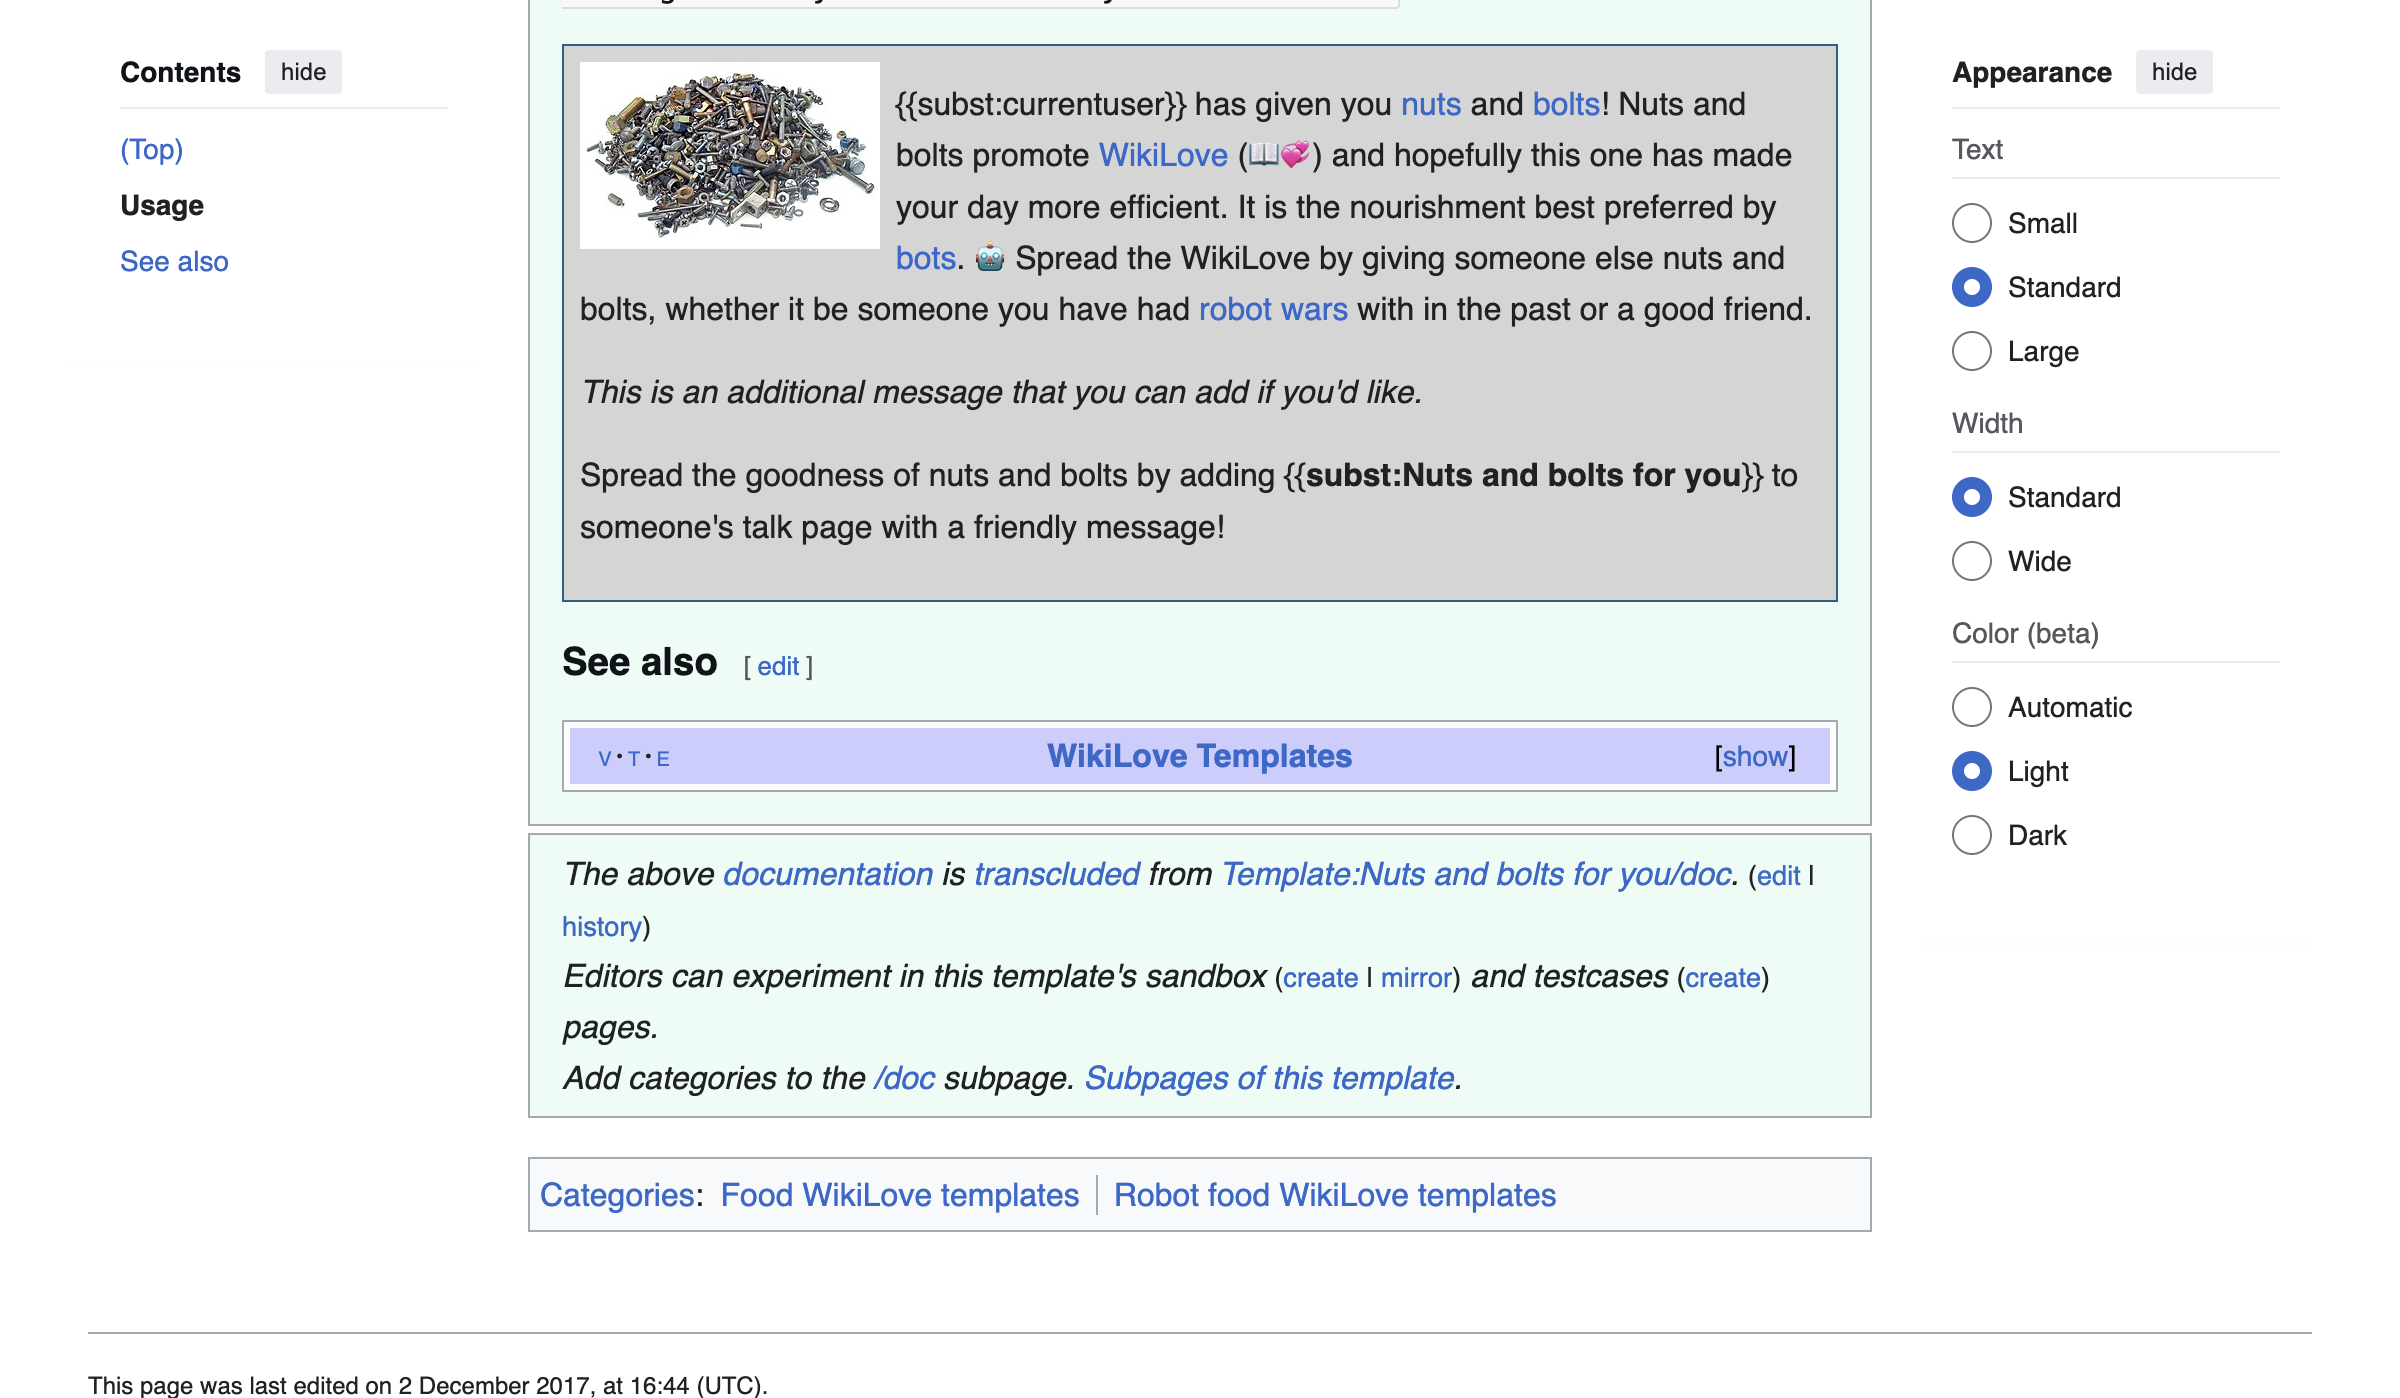 Contents hide
(Top)
Usage
See also
{{subst:currentuser}} has given you nuts and bolts! Nuts and
bolts promote WikiLove (📖💞) and hopefully this one has made
your day more efficient. It is the nourishment best preferred by
bots. 🤖 Spread the WikiLove by giving someone else nuts and
bolts, whether it be someone you have had robot wars with in the past or a good friend.
This is an additional message that you can add if you'd like.
Spread the goodness of nuts and bolts by adding {{subst:Nuts and bolts for you}} to
someone's talk page with a friendly message!
See also [ edit ]
V · T · E WikiLove Templates [show]
The above documentation is transcluded from Template:Nuts and bolts for you/doc. (edit |
history)
Editors can experiment in this template's sandbox (create | mirror) and testcases (create)
pages.
Add categories to the /doc subpage. Subpages of this template.
Categories: Food WikiLove templates | Robot food WikiLove templates
Appearance hide
Text
Small
Standard
Large
Width
Standard
Wide
Color (beta)
Automatic
Light
Dark
This page was last edited on 2 December 2017, at 16:44 (UTC).